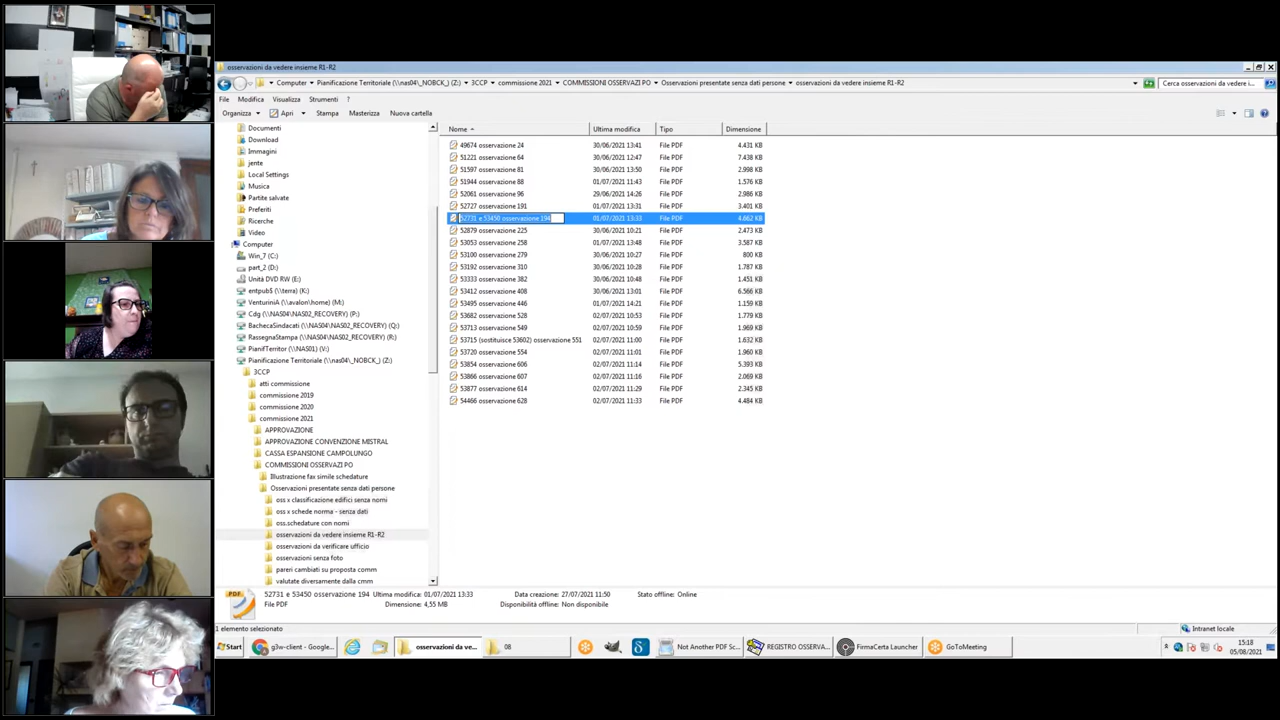 osservazioni da vedere insieme R1-R2
Computer ▸ Pianificazione Territoriale (\\nas04\_NOBCK_) (Z:) ▸ 3CCP ▸ commissione 2021 ▸ COMMISSIONI OSSERVAZI PO ▸ Osservazioni presentate senza dati persone ▸ osservazioni da vedere insieme R1-R2
Cerca osservazioni da vedere i...
File Modifica Visualizza Strumenti ?
Organizza Apri Stampa Masterizza Nuova cartella
Documenti
Download
Immagini
jente
Local Settings
Musica
Partite salvate
Preferiti
Ricerche
Video
Computer
Win_7 (C:)
part_2 (D:)
Unità DVD RW (E:)
entpub$ (\\terra) (K:)
VenturiniA (\\avalon\home) (M:)
Cdg (\\NAS04\NAS02_RECOVERY) (P:)
BachecaSindacati (\\NAS04\NAS02_RECOVERY) (Q:)
RassegnaStampa (\\NAS04\NAS02_RECOVERY) (R:)
PianifTerritor (\\NAS01) (V:)
Pianificazione Territoriale (\\nas04\_NOBCK_) (Z:)
3CCP
atti commissione
commissione 2019
commissione 2020
commissione 2021
APPROVAZIONE
APPROVAZIONE CONVENZIONE MISTRAL
CASSA ESPANSIONE CAMPOLUNGO
COMMISSIONI OSSERVAZI PO
Illustrazione fax simile schedature
Osservazioni presentate senza dati persone
oss x classificazione edifici senza nomi
oss x schede norma - senza dati
oss.schedature con nomi
osservazioni da vedere insieme R1-R2
osservazioni da verificare ufficio
osservazioni senza foto
pareri cambiati su proposta comm
valutate diversamente dalla cmm
Nome Ultima modifica Tipo Dimensione
49674 osservazione 24 30/06/2021 13:41 File PDF 4.431 KB
51221 osservazione 64 30/06/2021 12:47 File PDF 7.438 KB
51597 osservazione 81 30/06/2021 13:50 File PDF 2.998 KB
51944 osservazione 88 01/07/2021 11:43 File PDF 1.576 KB
52061 osservazione 96 29/06/2021 14:26 File PDF 2.986 KB
52727 osservazione 191 01/07/2021 13:31 File PDF 3.401 KB
52731 e 53450 osservazione 194 01/07/2021 13:33 File PDF 4.662 KB
52879 osservazione 225 30/06/2021 10:21 File PDF 2.473 KB
53053 osservazione 258 01/07/2021 13:48 File PDF 3.587 KB
53100 osservazione 279 30/06/2021 10:27 File PDF 800 KB
53192 osservazione 310 30/06/2021 10:28 File PDF 1.787 KB
53333 osservazione 382 30/06/2021 10:48 File PDF 1.451 KB
53412 osservazione 408 30/06/2021 13:01 File PDF 6.566 KB
53495 osservazione 446 01/07/2021 14:21 File PDF 1.159 KB
53682 osservazione 528 02/07/2021 10:53 File PDF 1.779 KB
53713 osservazione 549 02/07/2021 10:59 File PDF 1.969 KB
53715 (sostituisce 53602) osservazione 551 02/07/2021 11:00 File PDF 1.632 KB
53720 osservazione 554 02/07/2021 11:01 File PDF 1.960 KB
53854 osservazione 606 02/07/2021 11:14 File PDF 5.393 KB
53866 osservazione 607 02/07/2021 11:16 File PDF 2.069 KB
53877 osservazione 614 02/07/2021 11:29 File PDF 2.345 KB
54466 osservazione 628 02/07/2021 11:33 File PDF 4.484 KB
PDF
52731 e 53450 osservazione 194 Ultima modifica: 01/07/2021 13:33 Data creazione: 27/07/2021 11:50 Stato offline: Online
File PDF Dimensione: 4,55 MB Disponibilità offline: Non disponibile
1 elemento selezionato Intranet locale
Start g3w-client - Google... osservazioni da ve... 08 Not Another PDF Sc... REGISTRO OSSERVA... FirmaCerta Launcher GoToMeeting
15:18
05/08/2021